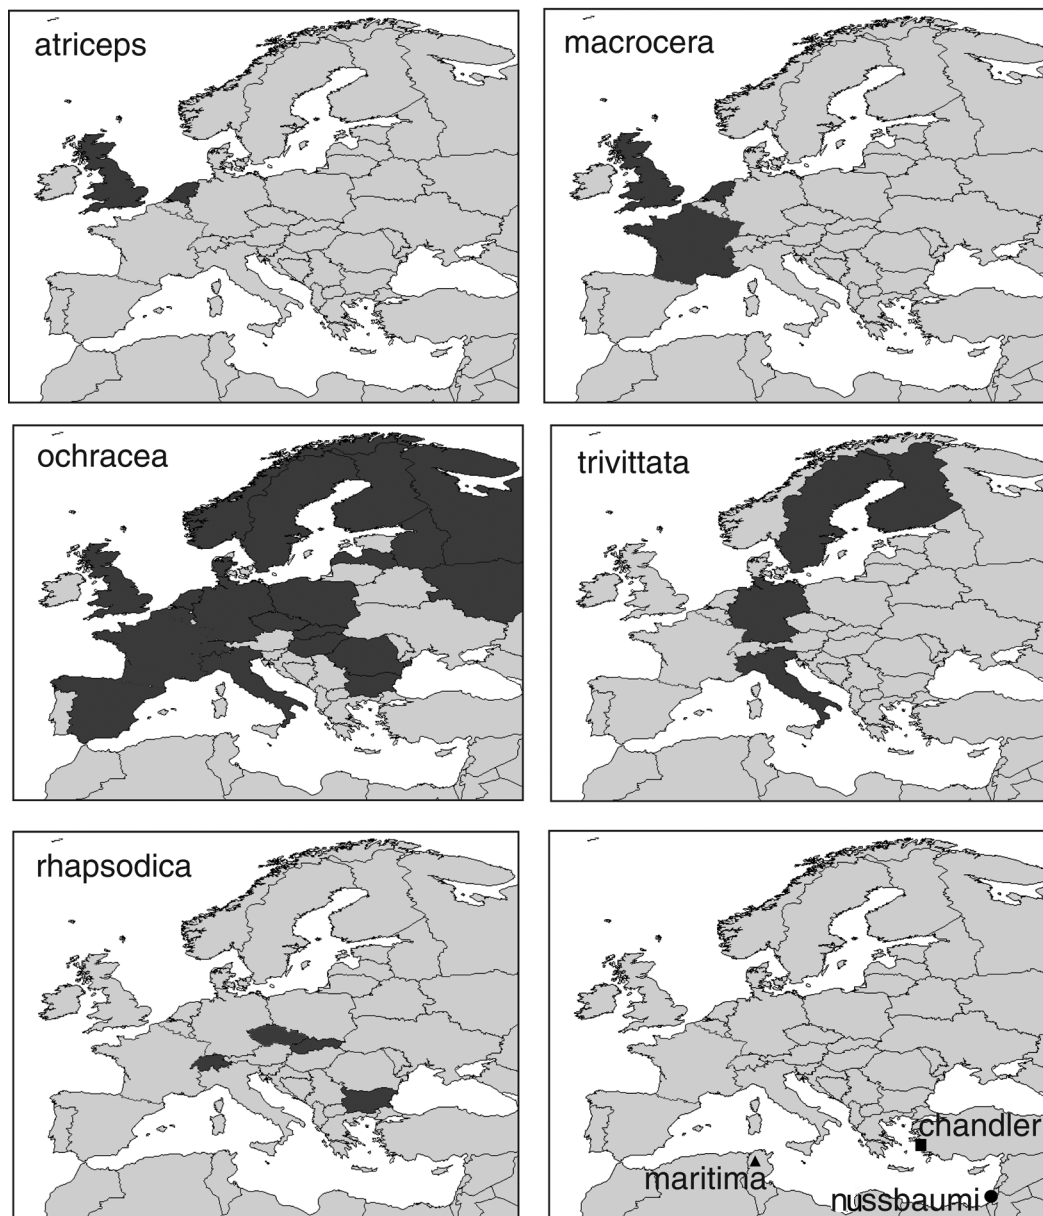 atriceps
macrocera
ochracea
trivittata
rhapsodica
chandler
maritima
nussbaumi